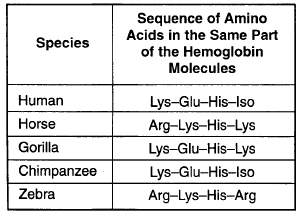 Species
Sequence of Amino
Acids in the Same Part
of the Hemoglobin
Molecules
Human Lys–Glu–His–Iso
Horse Arg–Lys–His–Lys
Gorilla Lys–Glu–His–Lys
Chimpanzee Lys–Glu–His–Iso
Zebra Arg–Lys–His–Arg